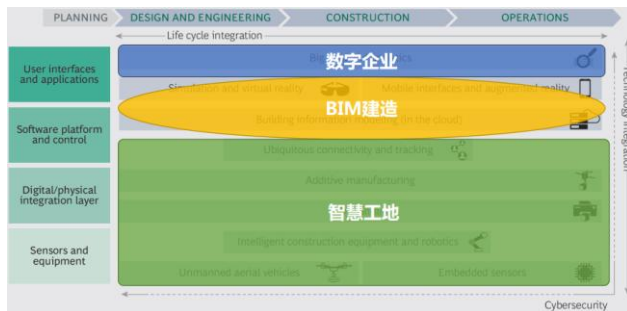 PLANNING
DESIGN AND ENGINEERING
CONSTRUCTION
OPERATIONS
Life cycle integration
数字企业
User interfaces
and applications
Simulation and virtual reality
Mobile interfaces and augmented reality
BIM建造
Building information modeling (in the cloud)
Software platform
and control
Ubiquitous connectivity and tracking
Technology integration
Additive manufacturing
Digital/physical
integration layer
智慧工地
Intelligent construction equipment and robotics
Sensors and
equipment
Unmanned aerial vehicles
Embedded sensors
Cybersecurity